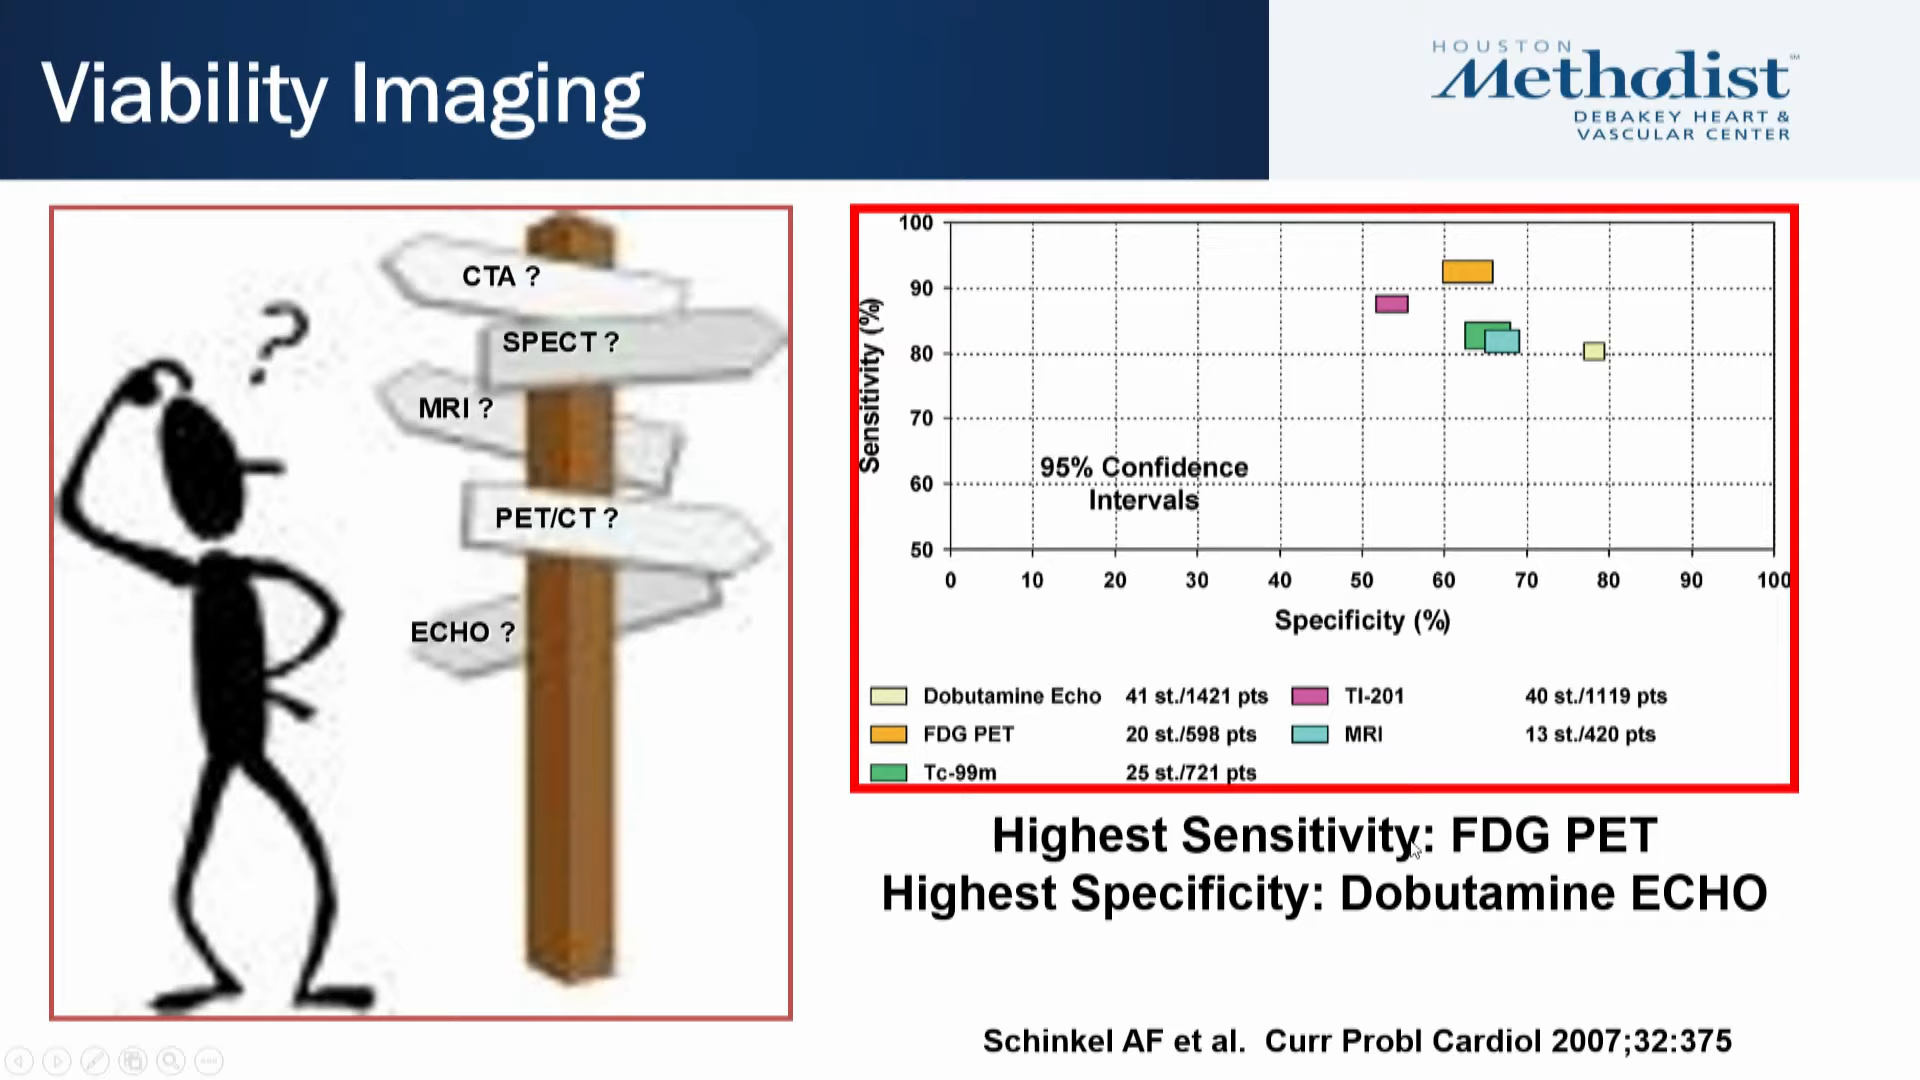 Viability Imaging
HOUSTON
Methodist
SM
DEBAKEY HEART &
VASCULAR CENTER
?
CTA ?
SPECT ?
MRI ?
PET/CT ?
ECHO ?
100
90
80
70
60
50
Sensitivity (%)
95% Confidence
Intervals
0 10 20 30 40 50 60 70 80 90 100
Specificity (%)
Dobutamine Echo 41 st./1421 pts TI-201 40 st./1119 pts
FDG PET 20 st./598 pts MRI 13 st./420 pts
Tc-99m 25 st./721 pts
Highest Sensitivity: FDG PET
Highest Specificity: Dobutamine ECHO
Schinkel AF et al. Curr Probl Cardiol 2007;32:375